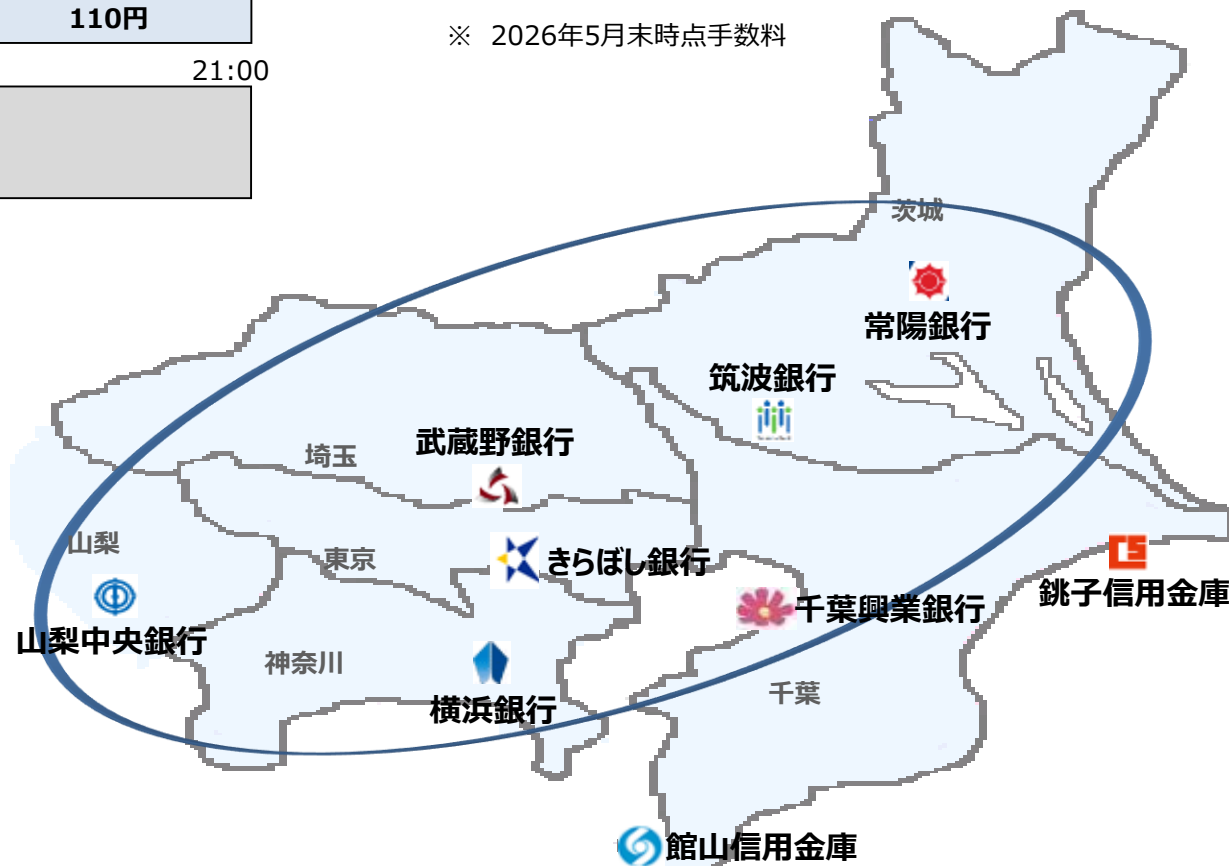 110円
※ 2026年5月末時点手数料
21:00
茨城
常陽銀行
筑波銀行
武蔵野銀行
埼玉
山梨
東京
きらぼし銀行
銚子信用金庫
千葉興業銀行
山梨中央銀行
神奈川
千葉
横浜銀行
館山信用金庫